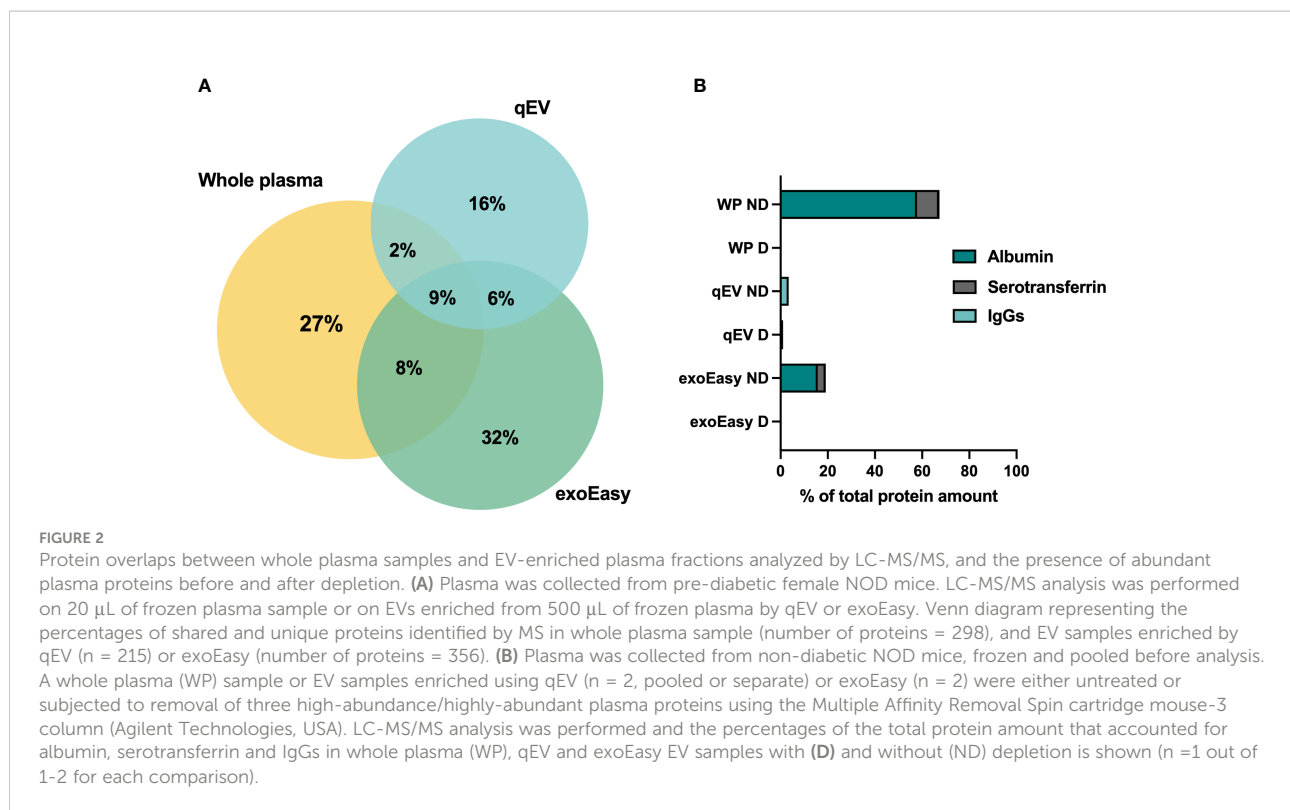 A
qEV
Whole plasma
16%
2%
9%
6%
27%
8%
32%
exoEasy
B
WP ND
WP D
qEV ND
qEV D
exoEasy ND
exoEasy D
0
20
40
60
80
100
% of total protein amount
Albumin
Serotransferrin
IgGs
FIGURE 2
Protein overlaps between whole plasma samples and EV-enriched plasma fractions analyzed by LC-MS/MS, and the presence of abundant
plasma proteins before and after depletion. (A) Plasma was collected from pre-diabetic female NOD mice. LC-MS/MS analysis was performed
on 20 μL of frozen plasma sample or on EVs enriched from 500 μL of frozen plasma by qEV or exoEasy. Venn diagram representing the
percentages of shared and unique proteins identified by MS in whole plasma sample (number of proteins = 298), and EV samples enriched by
qEV (n = 215) or exoEasy (number of proteins = 356). (B) Plasma was collected from non-diabetic NOD mice, frozen and pooled before analysis.
A whole plasma (WP) sample or EV samples enriched using qEV (n = 2, pooled or separate) or exoEasy (n = 2) were either untreated or
subjected to removal of three high-abundance/highly-abundant plasma proteins using the Multiple Affinity Removal Spin cartridge mouse-3
column (Agilent Technologies, USA). LC-MS/MS analysis was performed and the percentages of the total protein amount that accounted for
albumin, serotransferrin and IgGs in whole plasma (WP), qEV and exoEasy EV samples with (D) and without (ND) depletion is shown (n =1 out of
1-2 for each comparison).